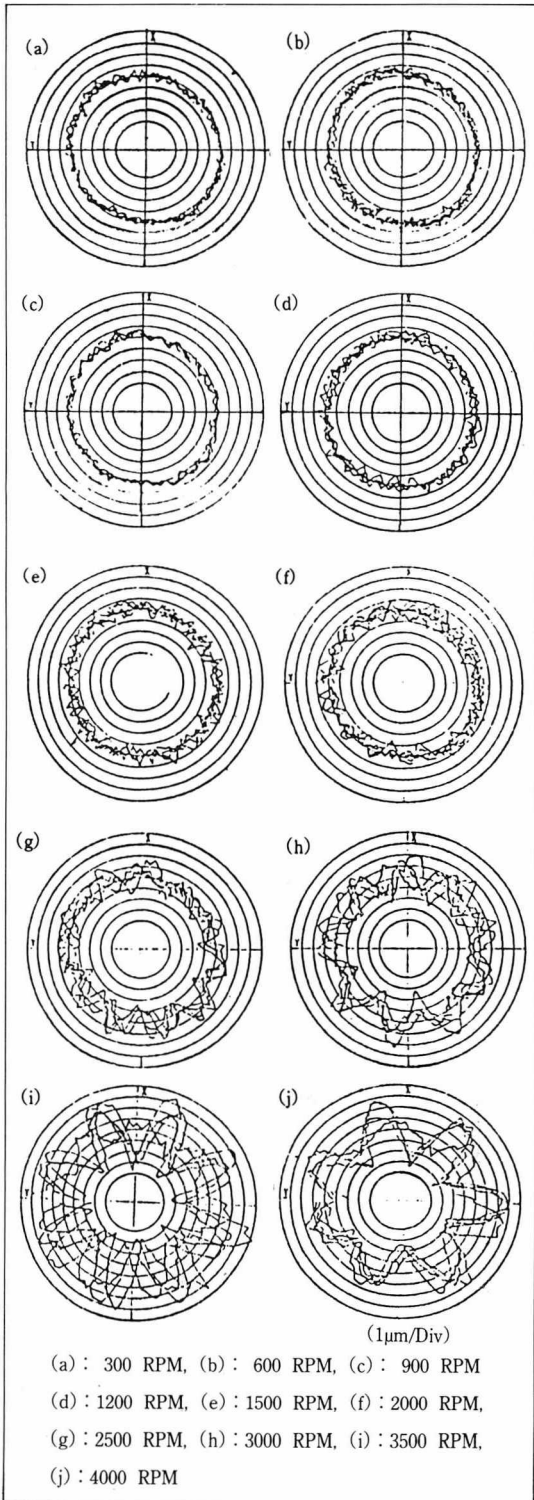 (a)
X
Y
(b)
X
Y
(c)
X
Y
(d)
X
Y
(e)
X
Y
(f)
Y
(g)
Y
(h)
X
Y
(i)
X
Y
(j)
X
Y
(1μm/Div)
(a): 300 RPM, (b): 600 RPM, (c): 900 RPM
(d): 1200 RPM, (e): 1500 RPM, (f): 2000 RPM,
(g): 2500 RPM, (h): 3000 RPM, (i): 3500 RPM,
(j): 4000 RPM